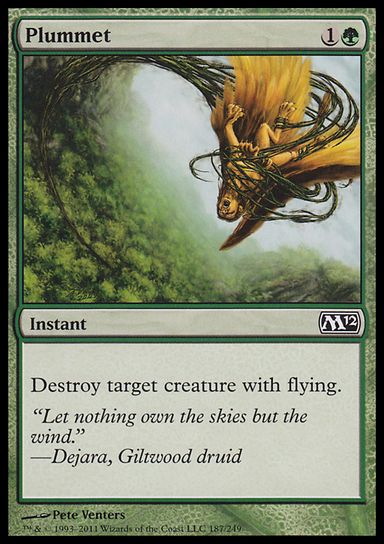 Plummet 1
Instant M12
Destroy target creature with flying.
“Let nothing own the skies but the
wind.”
—Dejara, Giltwood druid
Pete Venters
™ & © 1993–2011 Wizards of the Coast LLC 187/249